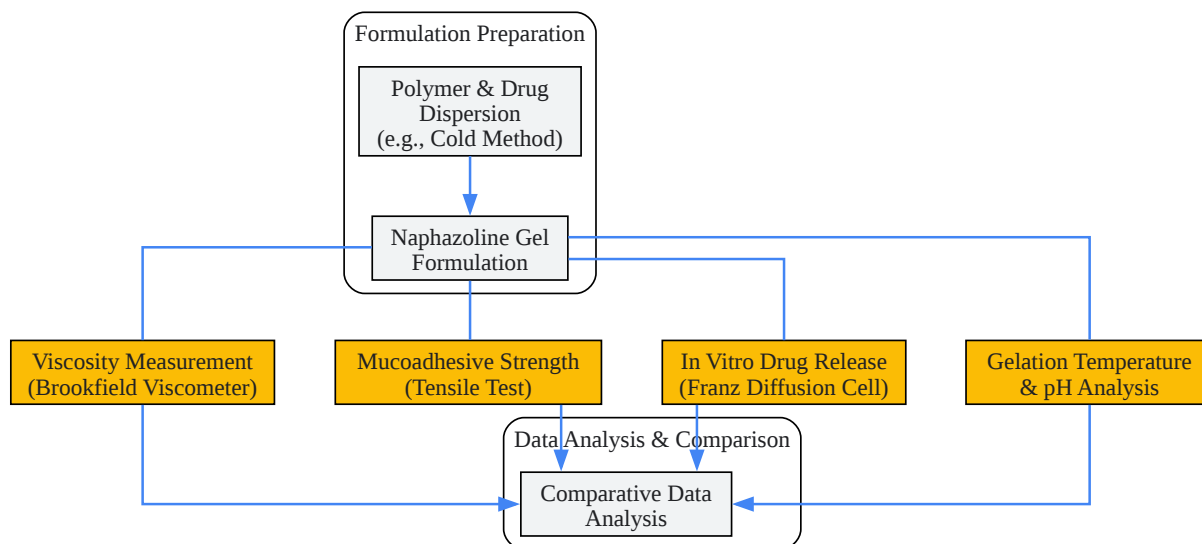 Formulation Preparation
Polymer & Drug
Dispersion
(e.g., Cold Method)
Naphazoline Gel
Formulation
Viscosity Measurement
(Brookfield Viscometer)
Mucoadhesive Strength
(Tensile Test)
In Vitro Drug Release
(Franz Diffusion Cell)
Gelation Temperature
& pH Analysis
Data Analysis & Comparison
Comparative Data
Analysis